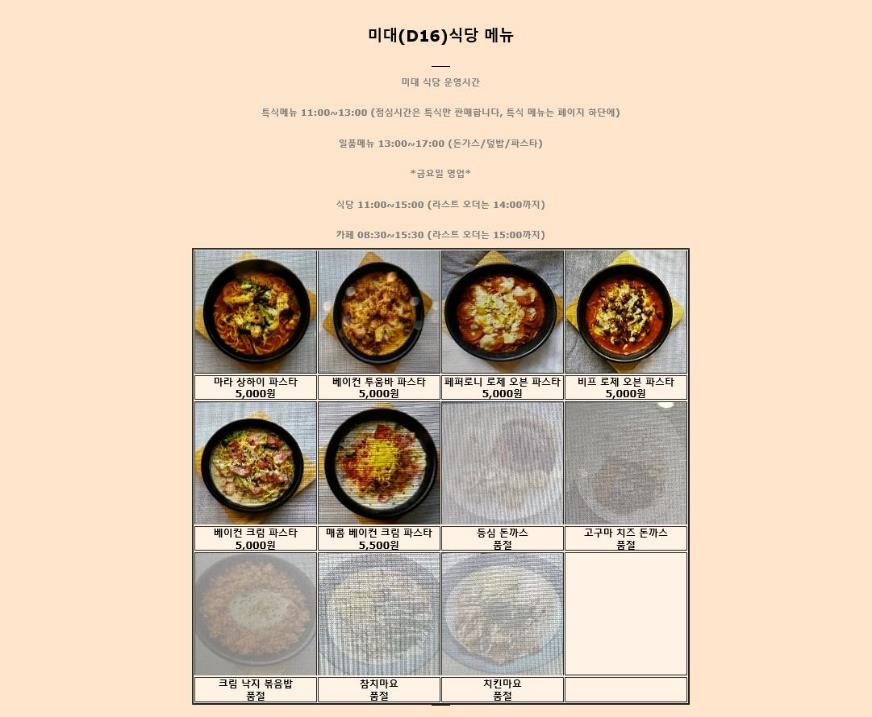 미대(D16)식당 메뉴
미대 식당 운영시간
특식메뉴 11:00~13:00 (점심시간은 특식만 판매합니다, 특식 메뉴는 페이지 하단에)
일품메뉴 13:00~17:00 (돈가스/덮밥/파스타)
*금요일 영업*
식당 11:00~15:00 (라스트 오더는 14:00까지)
카페 08:30~15:30 (라스트 오더는 15:00까지)
마라 상하이 파스타
5,000원
베이컨 투움바 파스타
5,000원
페퍼로니 로제 오븐 파스타
5,000원
비프 로제 오븐 파스타
5,000원
베이컨 크림 파스타
5,000원
매콤 베이컨 크림 파스타
5,500원
등심 돈까스
품절
고구마 치즈 돈까스
품절
크림 낙지 볶음밥
품절
참치마요
품절
치킨마요
품절